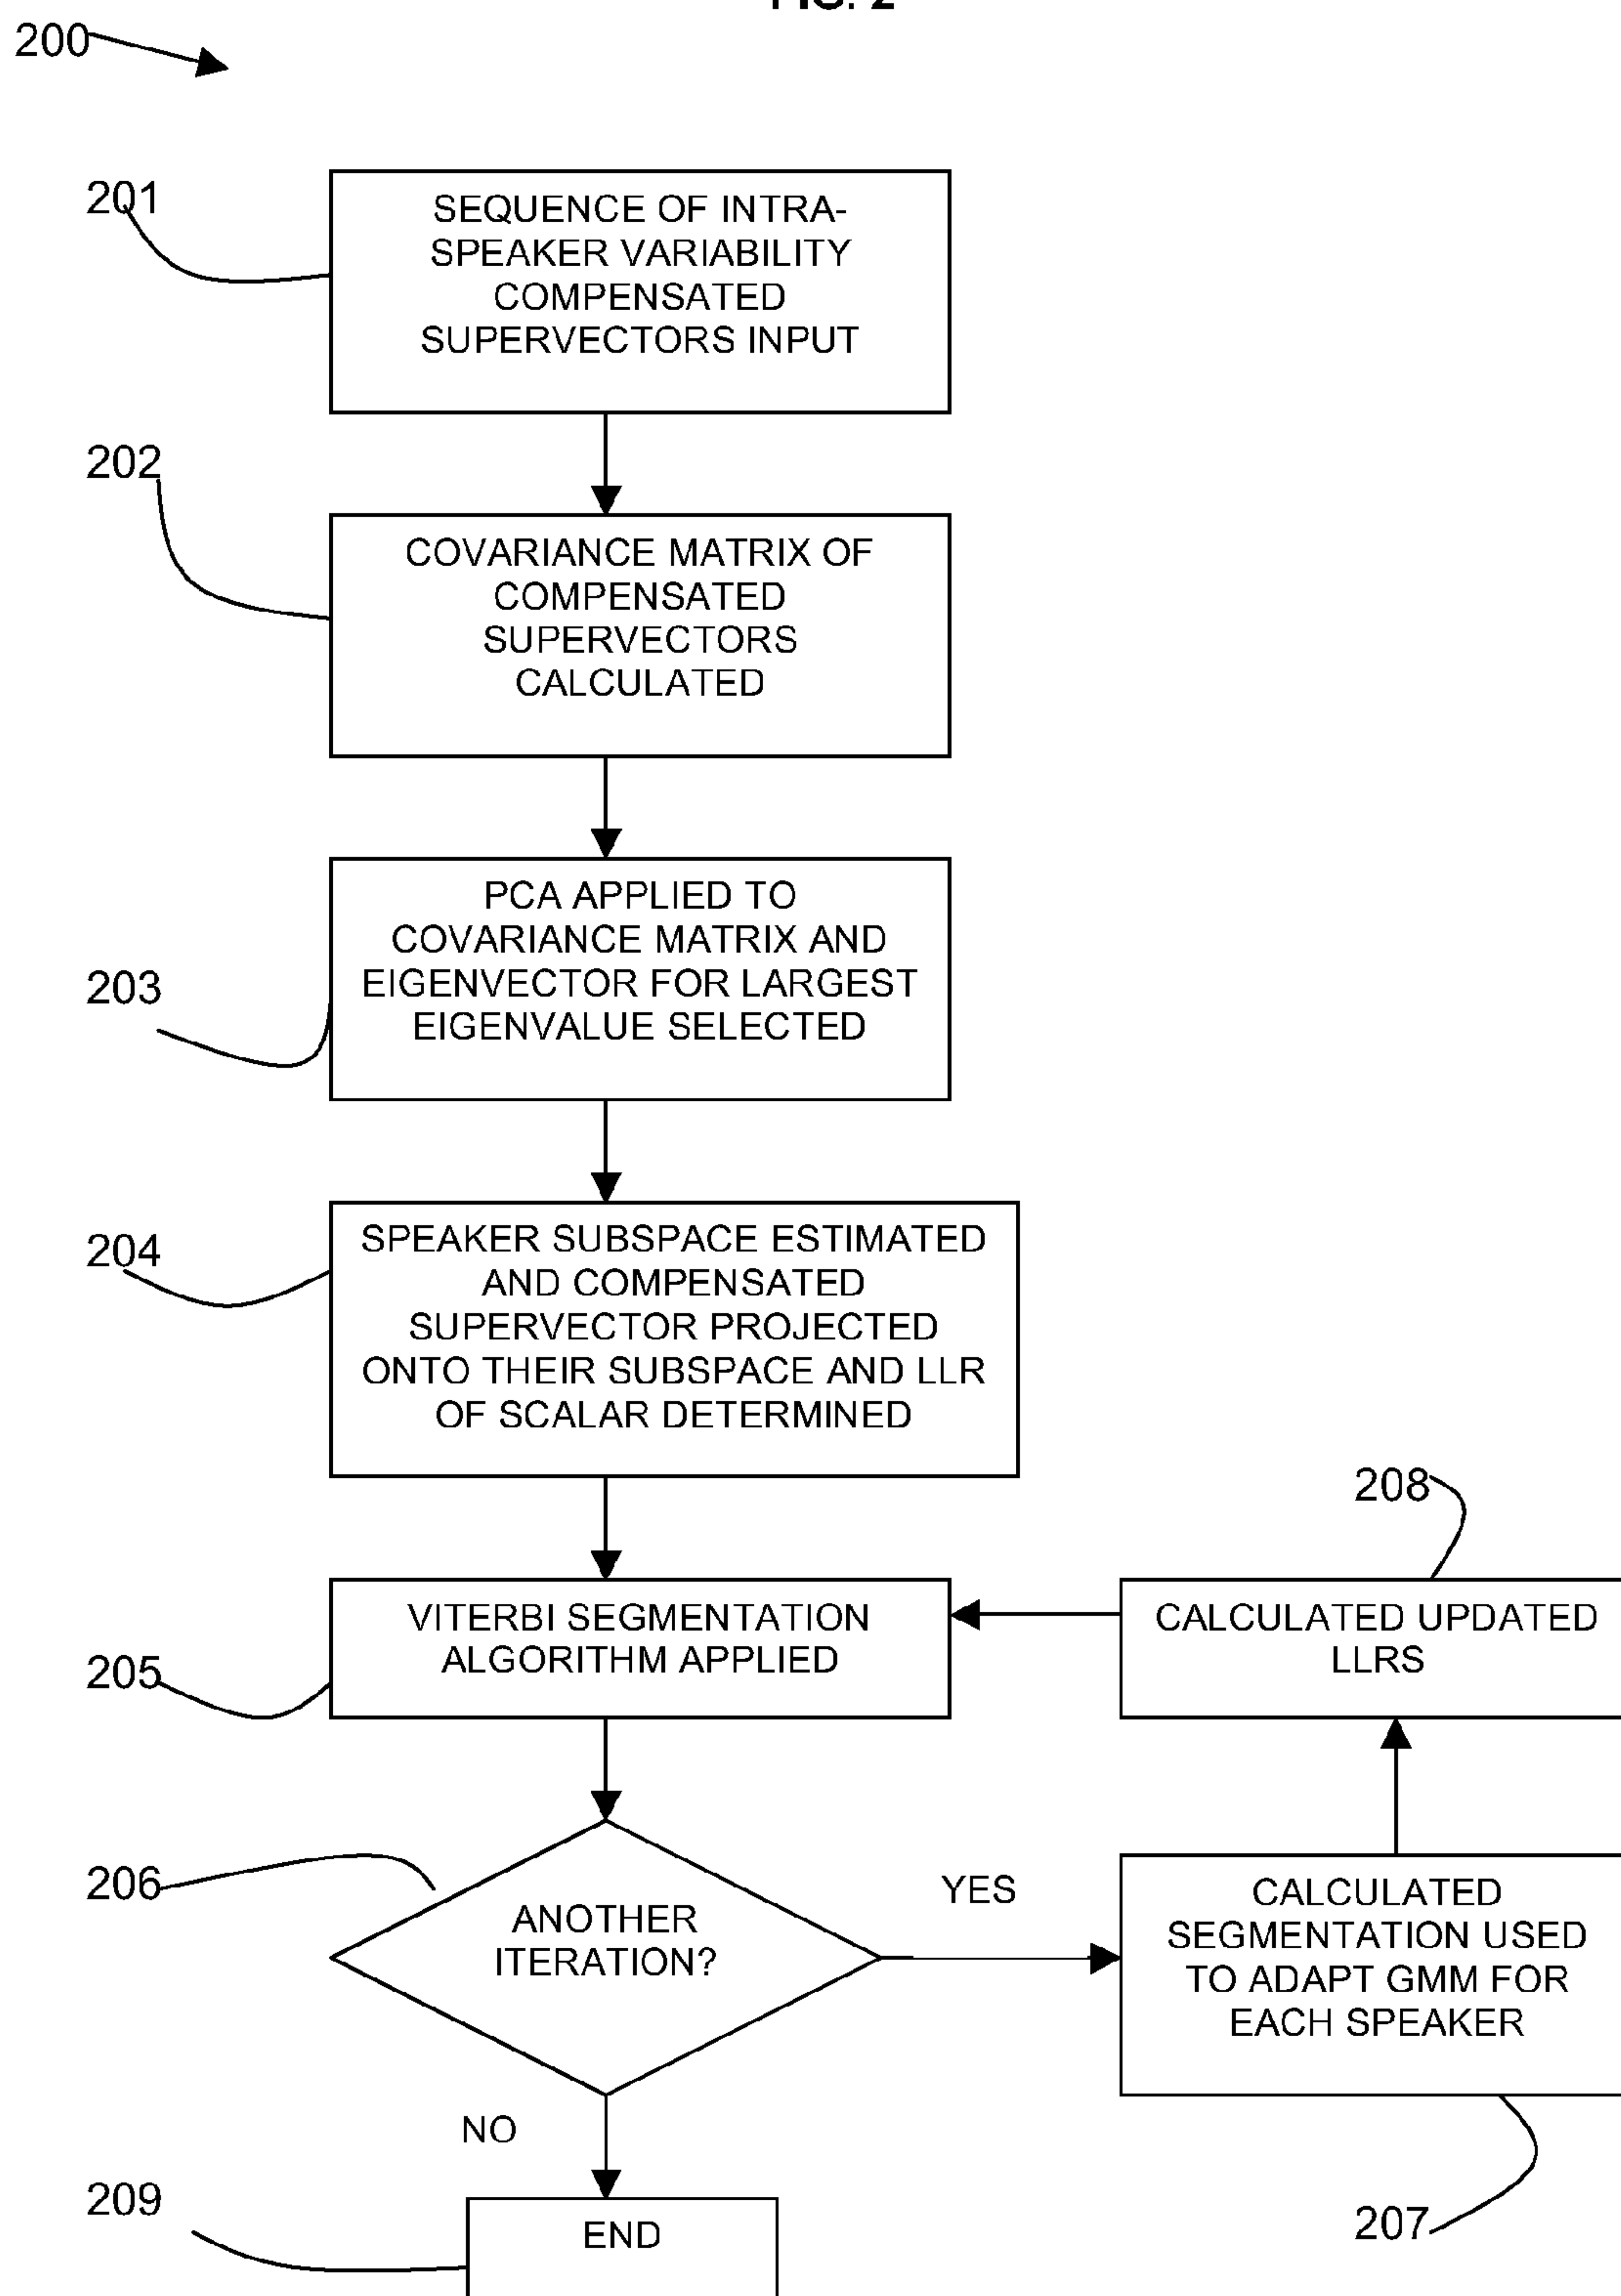 FIG. 2
200
201
SEQUENCE OF INTRA-
SPEAKER VARIABILITY
COMPENSATED
SUPERVECTORS INPUT
202
COVARIANCE MATRIX OF
COMPENSATED
SUPERVECTORS
CALCULATED
203
PCA APPLIED TO
COVARIANCE MATRIX AND
EIGENVECTOR FOR LARGEST
EIGENVALUE SELECTED
204
SPEAKER SUBSPACE ESTIMATED
AND COMPENSATED
SUPERVECTOR PROJECTED
ONTO THEIR SUBSPACE AND LLR
OF SCALAR DETERMINED
208
205
VITERBI SEGMENTATION
ALGORITHM APPLIED
CALCULATED UPDATED
LLRS
206
ANOTHER
ITERATION?
YES
CALCULATED
SEGMENTATION USED
TO ADAPT GMM FOR
EACH SPEAKER
NO
207
209
END